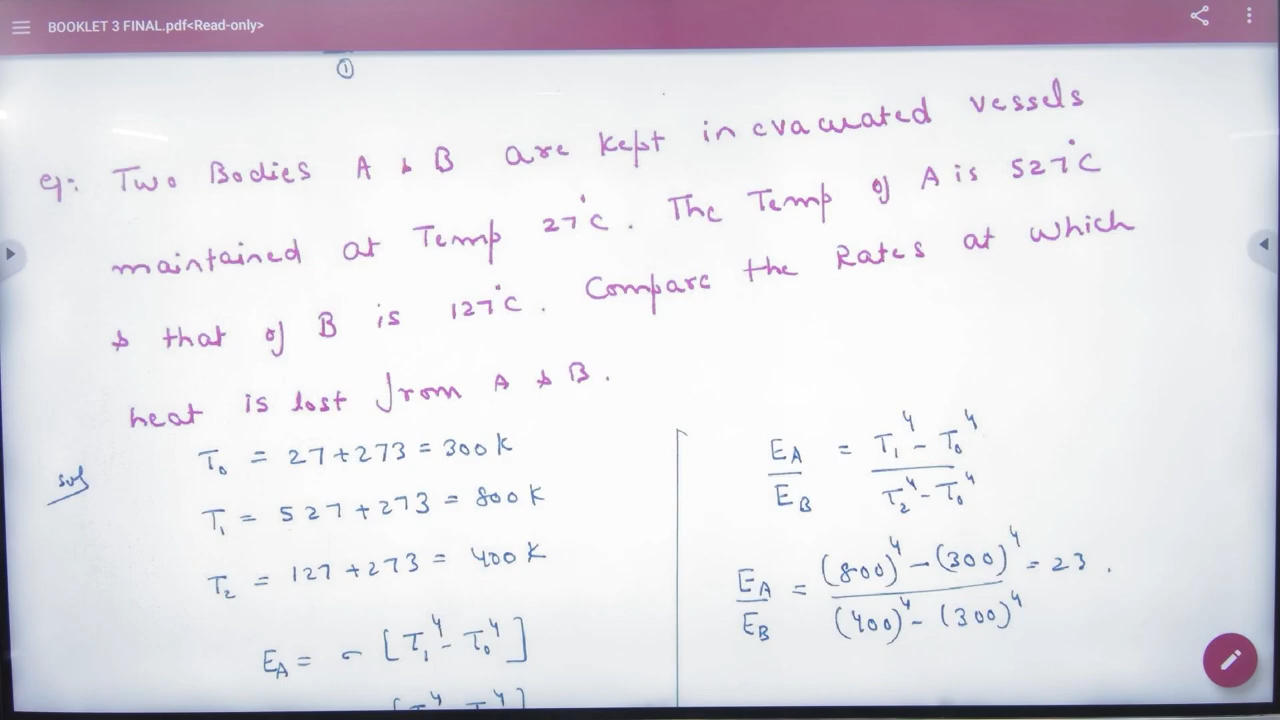 BOOKLET 3 FINAL.pdf<Read-only>
①
eg: Two Bodies A & B are kept in evacuated vessels
maintained at Temp 27°C. The Temp of A is 527°C
& that of B is 127°C. Compare the Rates at which
heat is lost from A & B.
sol
T₀ = 27+273 = 300 K
T₁ = 527+273 = 800 K
T₂ = 127+273 = 400 K
E_A = σ [T₁⁴ - T₀⁴]
[T⁴ - T⁴]
E_A/E_B = (T₁⁴ - T₀⁴)/(T₂⁴ - T₀⁴)
E_A/E_B = ((800)⁴ - (300)⁴)/((400)⁴ - (300)⁴) = 23.